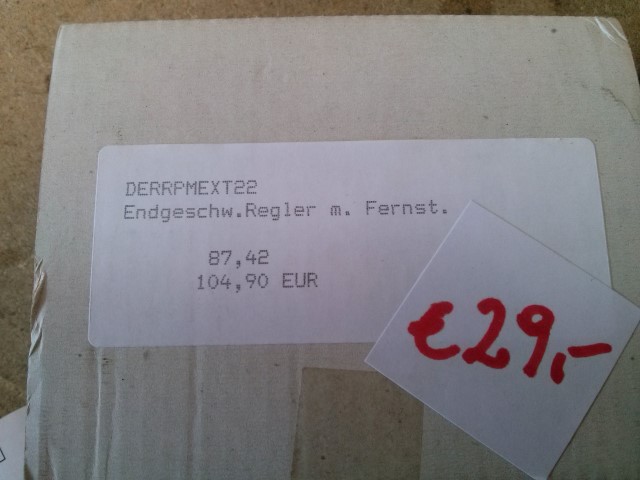 DERRPMEXT22
Endgeschw.Regler m. Fernst.
87,42
104,90 EUR
€29,-